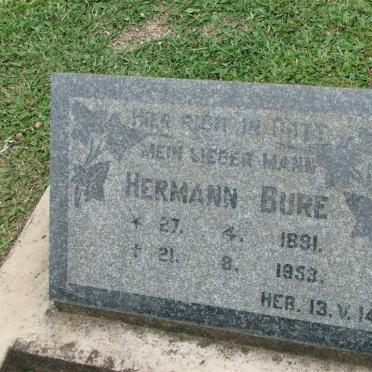 HIER RUHT IN GOTT
MEIN LIEBER MANN
HERMANN BURE
* 27. 4. 1891.
† 21. 8. 1953.
HEB. 13. V. 14